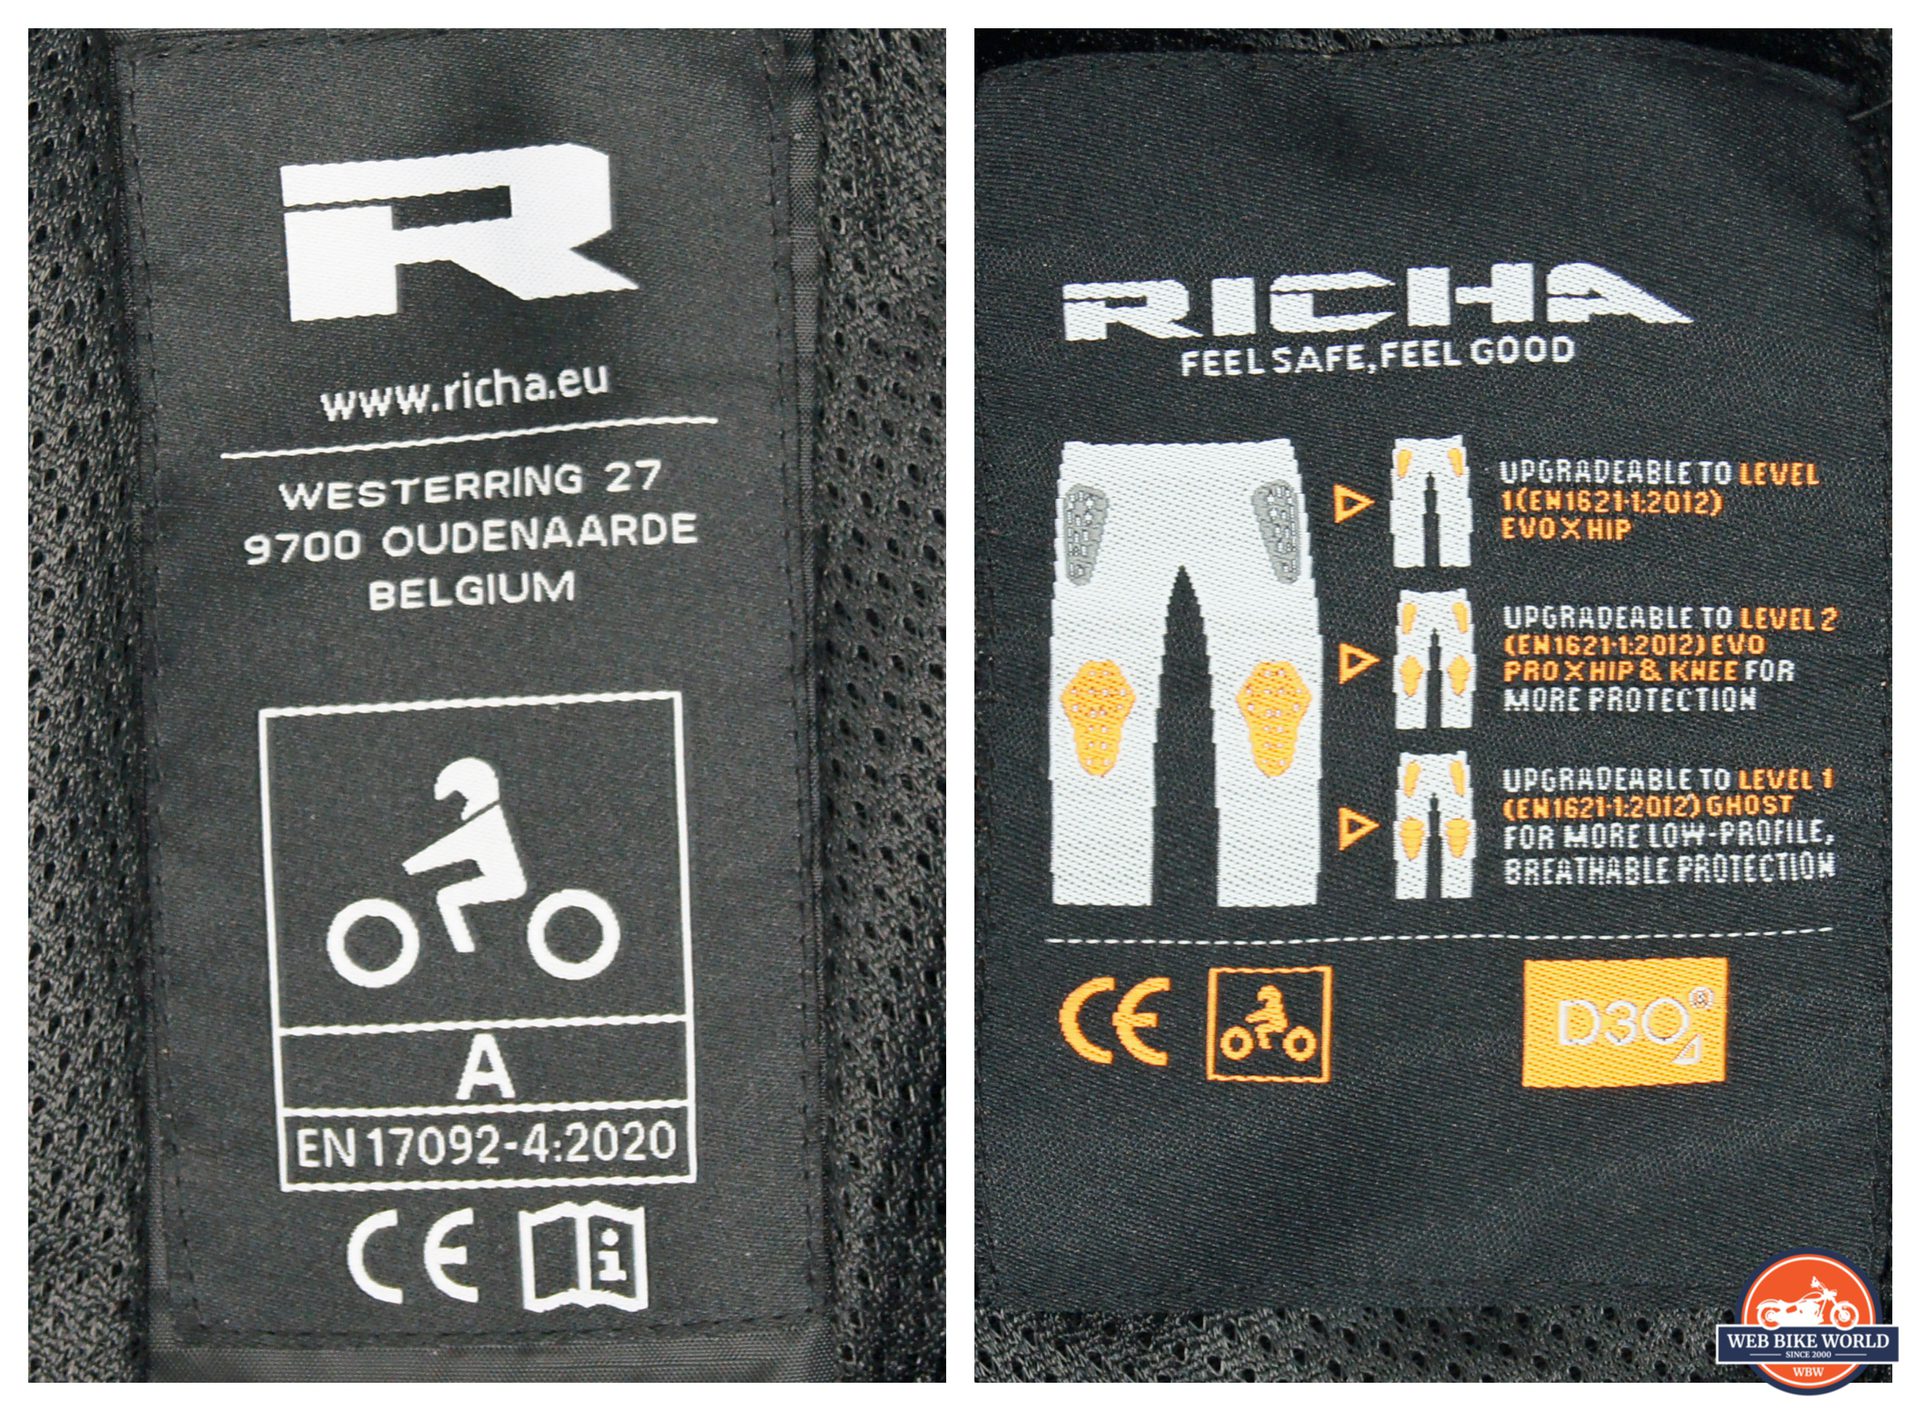 R
www.richa.eu
WESTERRING 27
9700 OUDENAARDE
BELGIUM
A
EN 17092-4:2020
CE
i
RICHA
FEEL SAFE, FEEL GOOD
UPGRADEABLE TO LEVEL
1(EN1621-1:2012)
EVO X HIP
UPGRADEABLE TO LEVEL 2
(EN1621-1:2012) EVO
PRO X HIP & KNEE FOR
MORE PROTECTION
UPGRADEABLE TO LEVEL 1
(EN1621-1:2012) GHOST
FOR MORE LOW-PROFILE,
BREATHABLE PROTECTION
CE
D3O®
WEB BIKE WORLD
SINCE 2000
WBW